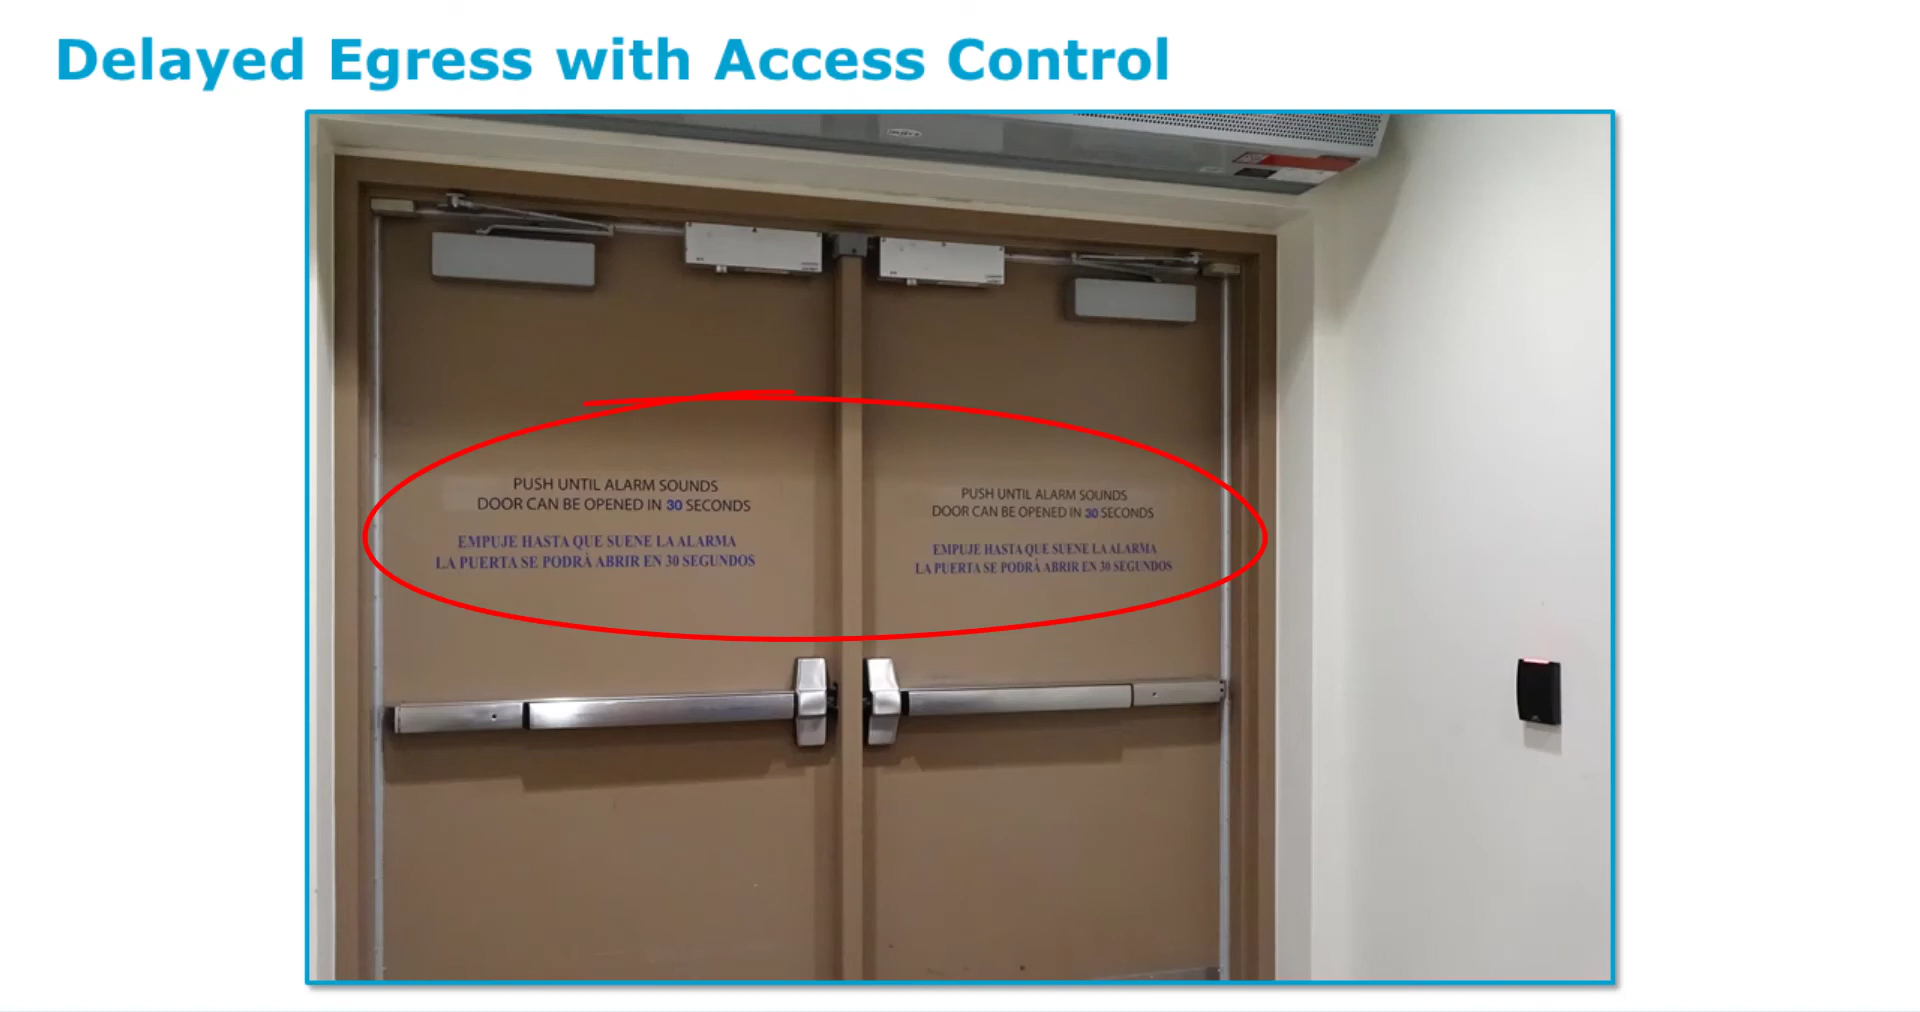 Delayed Egress with Access Control
PUSH UNTIL ALARM SOUNDS
DOOR CAN BE OPENED IN 30 SECONDS
EMPUJE HASTA QUE SUENE LA ALARMA
LA PUERTA SE PODRÀ ABRIR EN 30 SEGUNDOS
PUSH UNTIL ALARM SOUNDS
DOOR CAN BE OPENED IN 30 SECONDS
EMPUJE HASTA QUE SUENE LA ALARMA
LA PUERTA SE PODRÀ ABRIR EN 30 SEGUNDOS